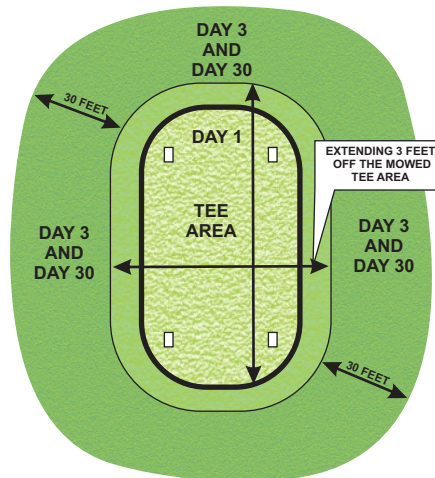 DAY 3
AND
DAY 30
30 FEET
DAY 1
EXTENDING 3 FEET
OFF THE MOWED
TEE AREA
TEE
AREA
DAY 3
AND
DAY 30
DAY 3
AND
DAY 30
30 FEET